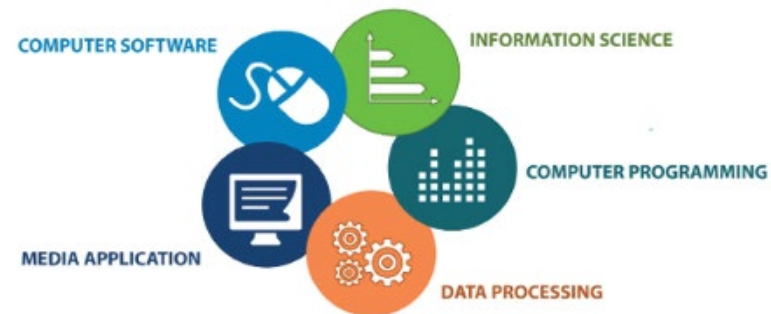 COMPUTER SOFTWARE
INFORMATION SCIENCE
COMPUTER PROGRAMMING
MEDIA APPLICATION
DATA PROCESSING